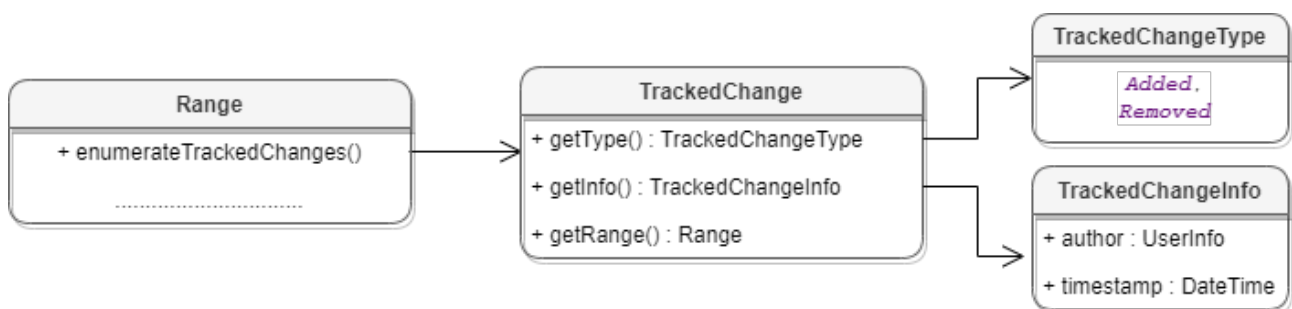 Range
+ enumerateTrackedChanges()
................................
TrackedChange
+ getType() : TrackedChangeType
+ getInfo() : TrackedChangeInfo
+ getRange() : Range
TrackedChangeType
Added,
Removed
TrackedChangeInfo
+ author : UserInfo
+ timestamp : DateTime